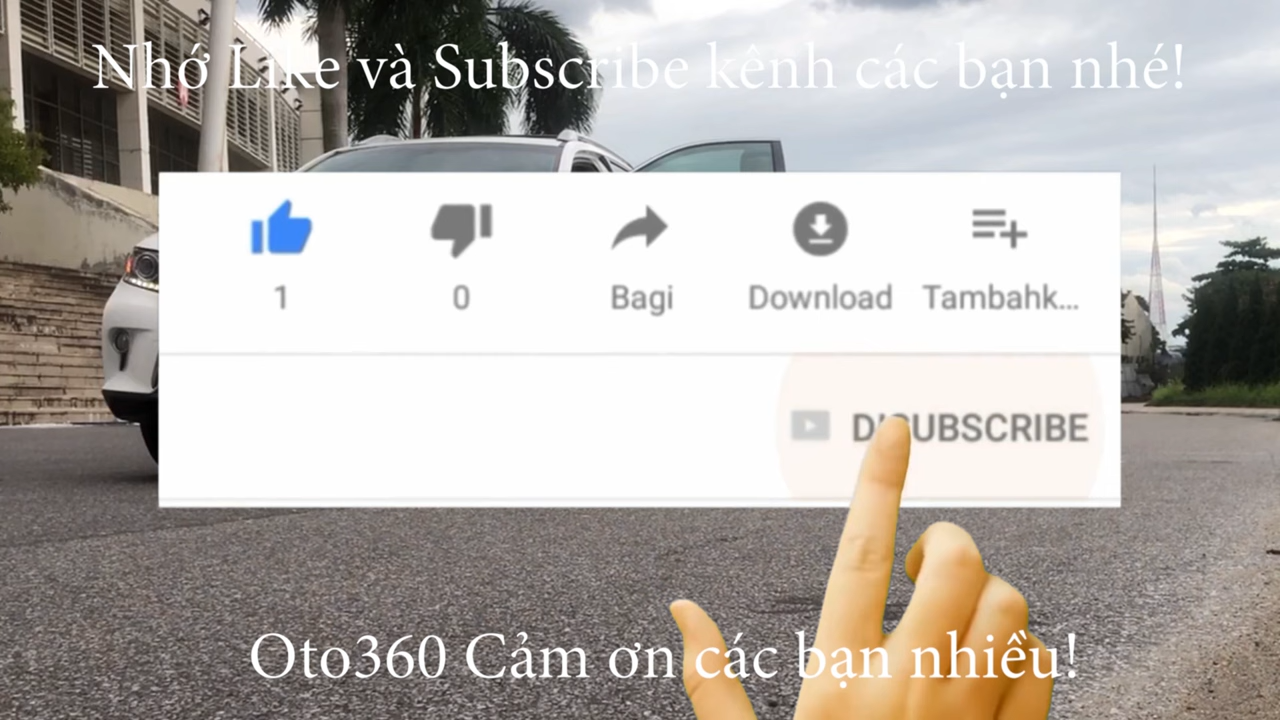 Nhớ Like và Subscribe kênh các bạn nhé!
1
0
Bagi
Download
Tambahk...
DISUBSCRIBE
Oto360 Cảm ơn các bạn nhiều!